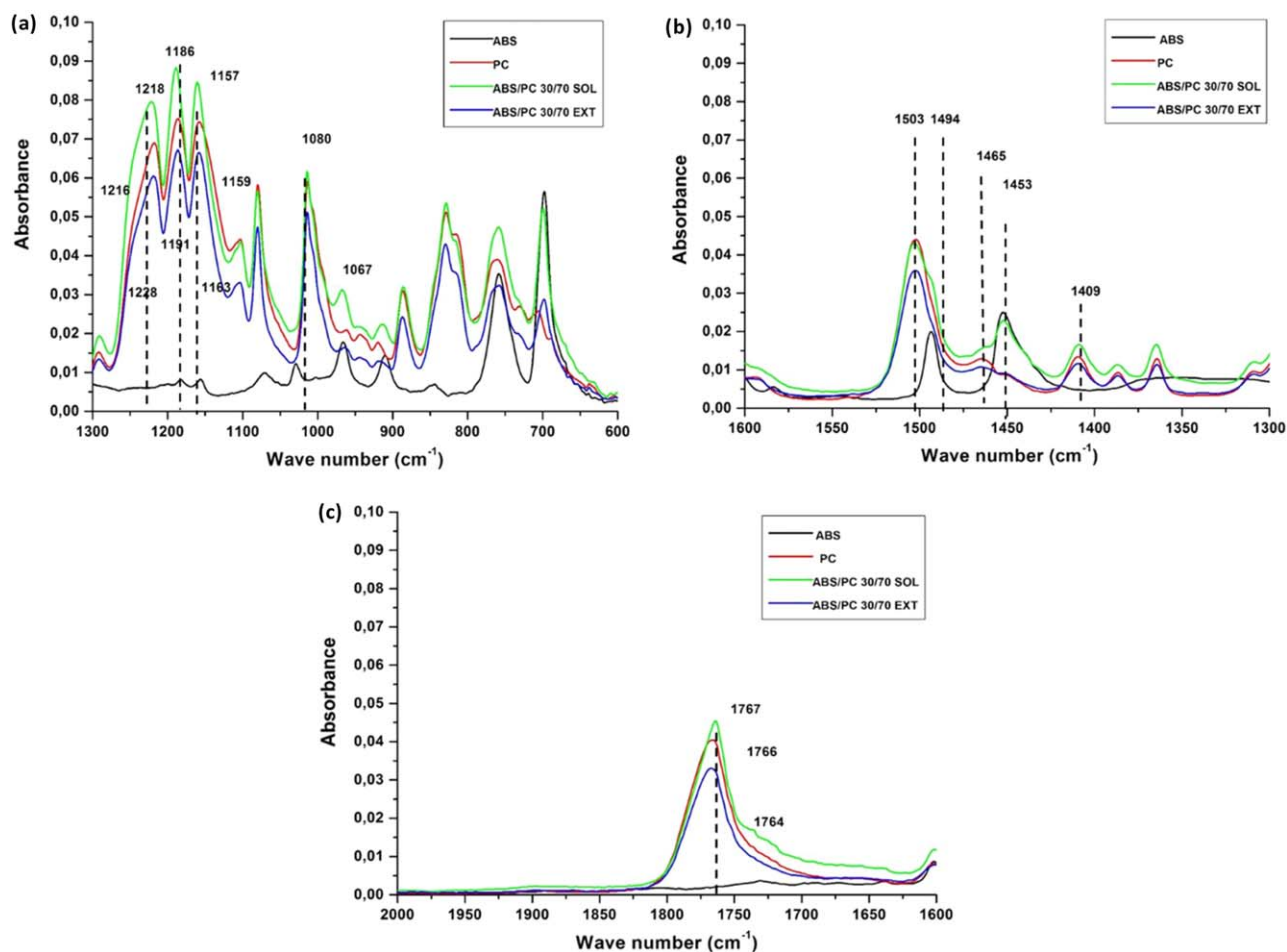 (a)
0,10
0,09
0,08
0,07
0,06
0,05
0,04
0,03
0,02
0,01
0,00
Absorbance
1186
1218
1157
1080
1216
1159
1191
1067
1228
1163
ABS
PC
ABS/PC 30/70 SOL
ABS/PC 30/70 EXT
1300 1200 1100 1000 900 800 700 600
Wave number (cm-1)
(b)
0,10
0,09
0,08
0,07
0,06
0,05
0,04
0,03
0,02
0,01
0,00
Absorbance
1503 1494
1465
1453
1409
ABS
PC
ABS/PC 30/70 SOL
ABS/PC 30/70 EXT
1600 1550 1500 1450 1400 1350 1300
Wave number (cm-1)
(c)
0,10
0,09
0,08
0,07
0,06
0,05
0,04
0,03
0,02
0,01
0,00
Absorbance
1767
1766
1764
ABS
PC
ABS/PC 30/70 SOL
ABS/PC 30/70 EXT
2000 1950 1900 1850 1800 1750 1700 1650 1600
Wave number (cm-1)